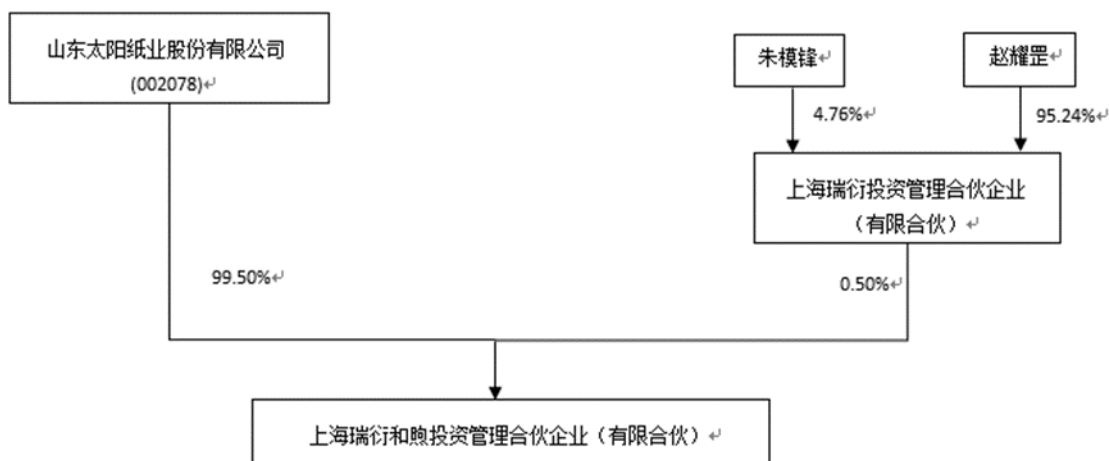 山东太阳纸业股份有限公司
(002078)↵
朱模锋↵
赵耀罡↵
4.76%↵
95.24%↵
上海瑞衍投资管理合伙企业
（有限合伙）↵
99.50%↵
0.50%↵
上海瑞衍和煦投资管理合伙企业（有限合伙）↵